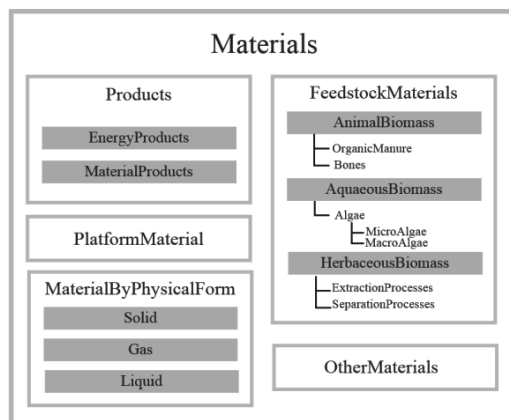 Materials
Products
EnergyProducts
MaterialProducts
PlatformMaterial
MaterialByPhysicalForm
Solid
Gas
Liquid
FeedstockMaterials
AnimalBiomass
OrganicManure
Bones
AquaeousBiomass
Algae
MicroAlgae
MacroAlgae
HerbaceousBiomass
ExtractionProcesses
SeparationProcesses
OtherMaterials